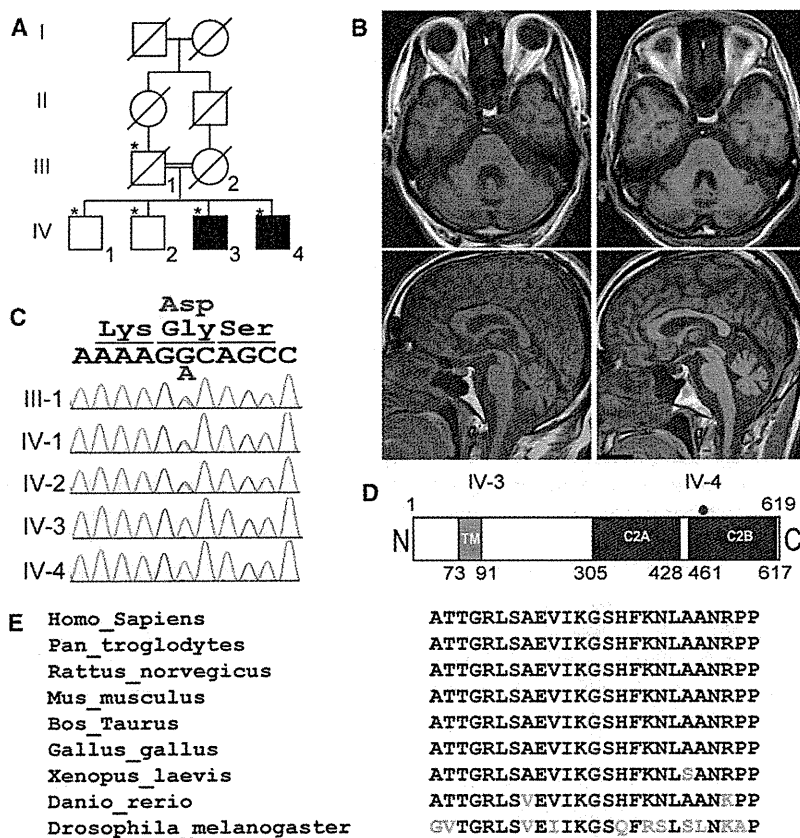 A
I
II
III
* 1 2
IV
* 1 * 2 * 3 * 4
B
IV-3 IV-4
C
Asp
Lys Gly Ser
AAAAGGCAGCC
A
III-1
IV-1
IV-2
IV-3
IV-4
D
1 619
N TM C2A C2B C
73 91 305 428 461 617
E
Homo_Sapiens ATTGRLSAEVIKGSHFKNLAANRPP
Pan_troglodytes ATTGRLSAEVIKGSHFKNLAANRPP
Rattus_norvegicus ATTGRLSAEVIKGSHFKNLAANRPP
Mus_musculus ATTGRLSAEVIKGSHFKNLAANRPP
Bos_Taurus ATTGRLSAEVIKGSHFKNLAANRPP
Gallus_gallus ATTGRLSAEVIKGSHFKNLAANRPP
Xenopus_laevis ATTGRLSAEVIKGSHFKNLSANRPP
Danio_rerio ATTGRLSVEVIKGSHFKNLAANKPP
Drosophila_melanogaster GVTGRLSVEIIKGSQFRSLSLNKAP